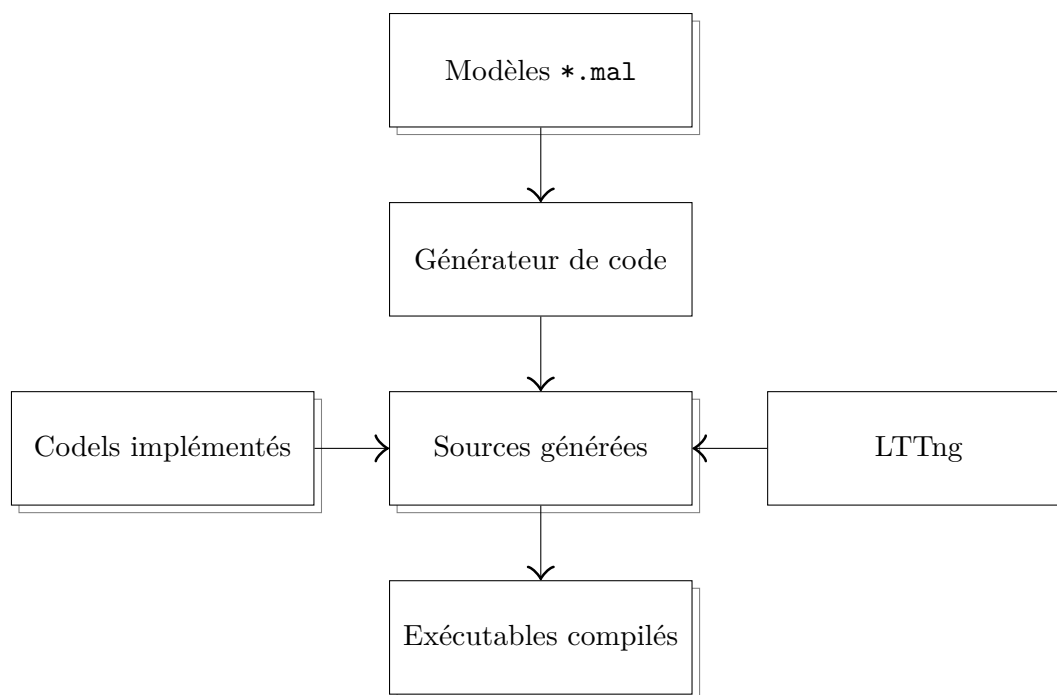 Modèles *.mal
Générateur de code
Codels implémentés
Sources générées
LTTng
Exécutables compilés